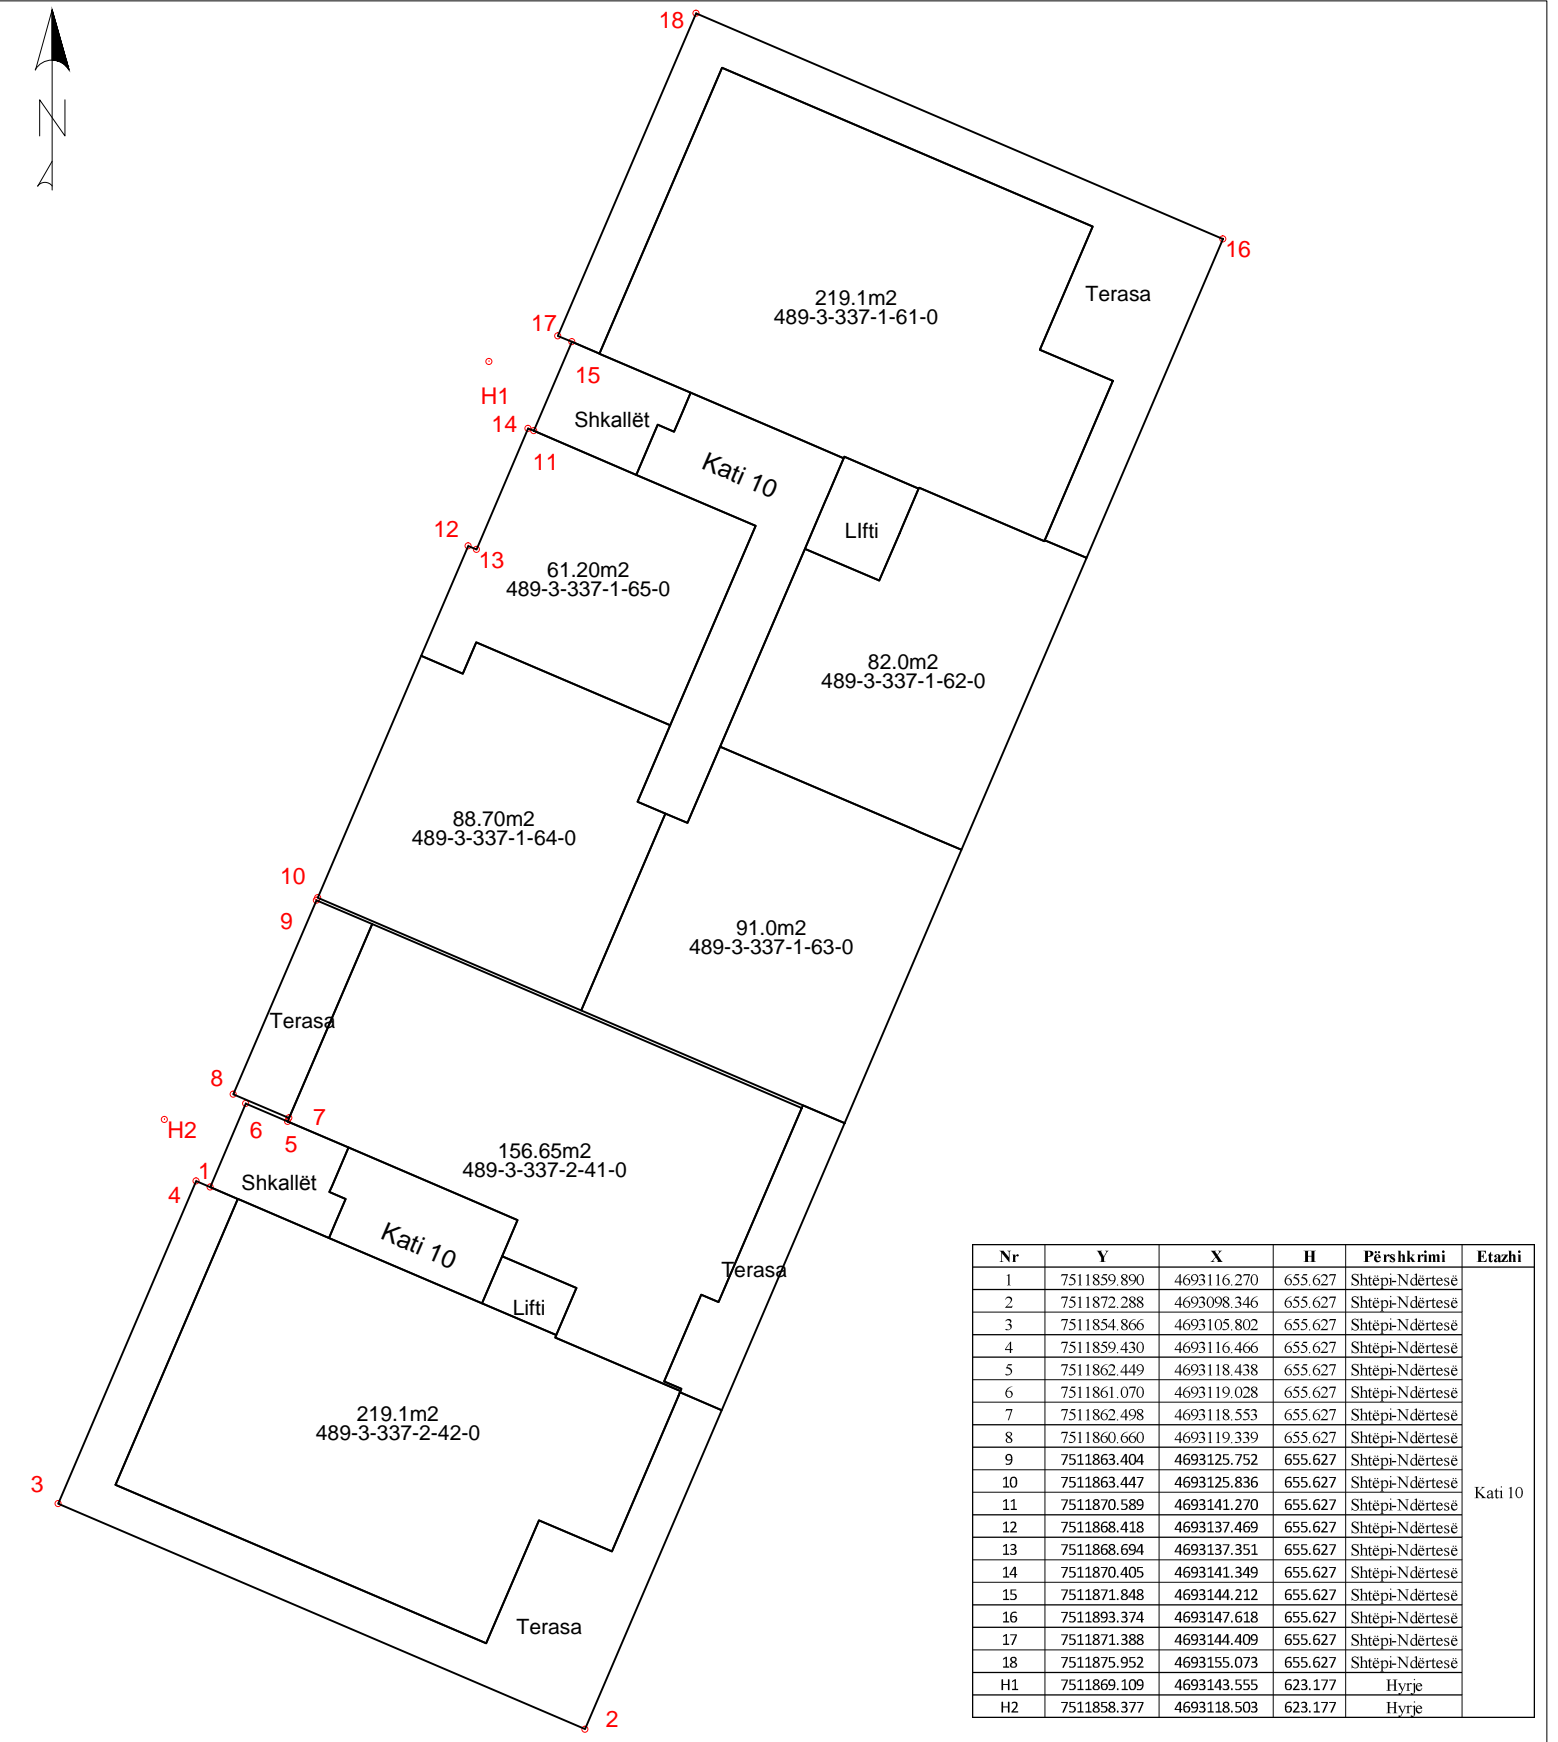 18
N
16
Terasa
219.1m2
489-3-337-1-61-0
17
15
H1
Shkallët
14
11
Kati 10
LIfti
12
13
61.20m2
489-3-337-1-65-0
82.0m2
489-3-337-1-62-0
88.70m2
489-3-337-1-64-0
10
9
91.0m2
489-3-337-1-63-0
Terasa
8
7
6
5
H2
156.65m2
489-3-337-2-41-0
1
4
Shkallët
Kati 10
Terasa
Lifti
219.1m2
489-3-337-2-42-0
3
Terasa
2
Nr Y X H Përshkrimi Etazhi
1 7511859.890 4693116.270 655.627 Shtëpi-Ndërtesë
2 7511872.288 4693098.346 655.627 Shtëpi-Ndërtesë
3 7511854.866 4693105.802 655.627 Shtëpi-Ndërtesë
4 7511859.430 4693116.466 655.627 Shtëpi-Ndërtesë
5 7511862.449 4693118.438 655.627 Shtëpi-Ndërtesë
6 7511861.070 4693119.028 655.627 Shtëpi-Ndërtesë
7 7511862.498 4693118.553 655.627 Shtëpi-Ndërtesë
8 7511860.660 4693119.339 655.627 Shtëpi-Ndërtesë
9 7511863.404 4693125.752 655.627 Shtëpi-Ndërtesë
10 7511863.447 4693125.836 655.627 Shtëpi-Ndërtesë
Kati 10
11 7511870.589 4693141.270 655.627 Shtëpi-Ndërtesë
12 7511868.418 4693137.469 655.627 Shtëpi-Ndërtesë
13 7511868.694 4693137.351 655.627 Shtëpi-Ndërtesë
14 7511870.405 4693141.349 655.627 Shtëpi-Ndërtesë
15 7511871.848 4693144.212 655.627 Shtëpi-Ndërtesë
16 7511893.374 4693147.618 655.627 Shtëpi-Ndërtesë
17 7511871.388 4693144.409 655.627 Shtëpi-Ndërtesë
18 7511875.952 4693155.073 655.627 Shtëpi-Ndërtesë
H1 7511869.109 4693143.555 623.177 Hyrje
H2 7511858.377 4693118.503 623.177 Hyrje